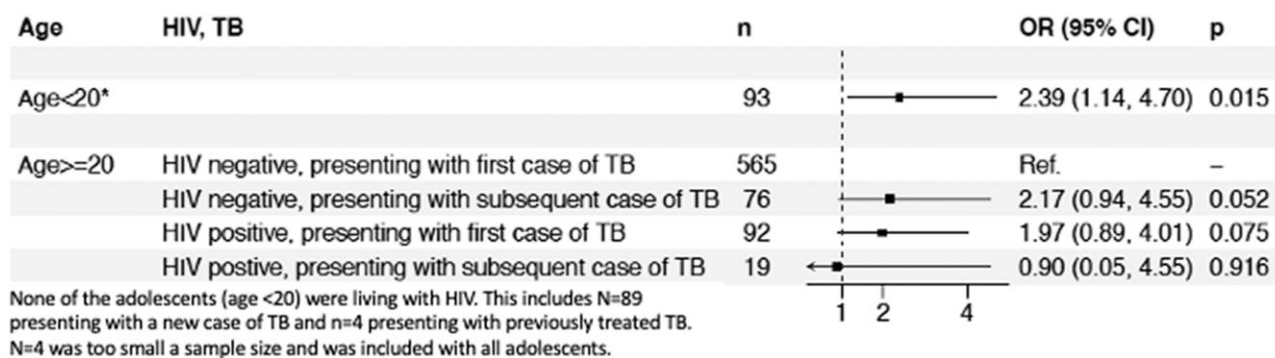 Age HIV, TB n OR (95% CI) p
Age<20* 93 2.39 (1.14, 4.70) 0.015
Age>=20 HIV negative, presenting with first case of TB 565 Ref. –
HIV negative, presenting with subsequent case of TB 76 2.17 (0.94, 4.55) 0.052
HIV positive, presenting with first case of TB 92 1.97 (0.89, 4.01) 0.075
HIV postive, presenting with subsequent case of TB 19 0.90 (0.05, 4.55) 0.916
1 2 4
None of the adolescents (age <20) were living with HIV. This includes N=89
presenting with a new case of TB and n=4 presenting with previously treated TB.
N=4 was too small a sample size and was included with all adolescents.